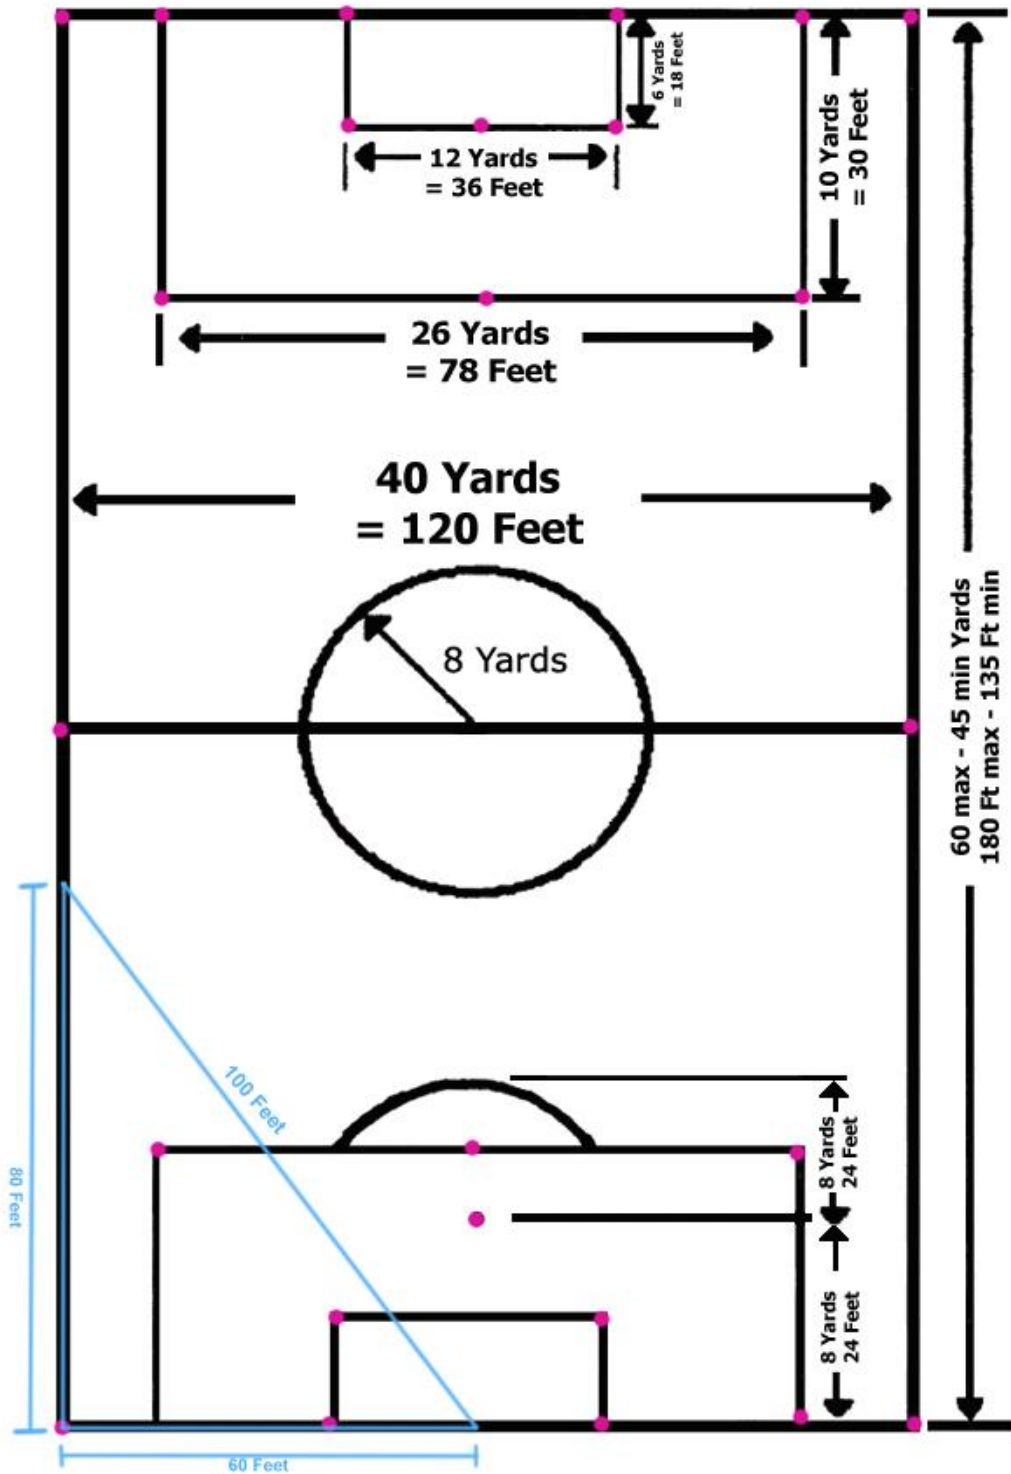 6 Yards
= 18 Feet
12 Yards
= 36 Feet
10 Yards
= 30 Feet
26 Yards
= 78 Feet
40 Yards
= 120 Feet
8 Yards
60 max - 45 min Yards
180 Ft max - 135 Ft min
100 Feet
80 Feet
8 Yards
24 Feet
8 Yards
24 Feet
60 Feet